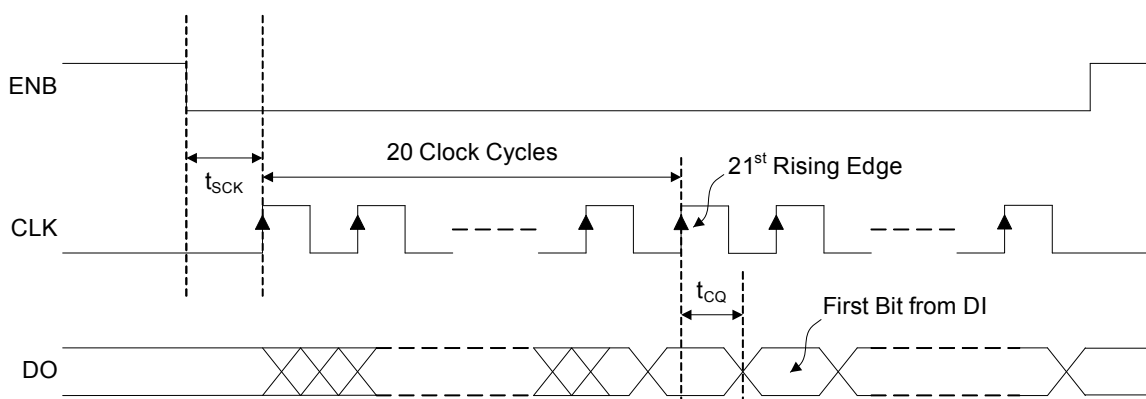 ENB
20 Clock Cycles
21st Rising Edge
tSCK
CLK
tCQ
First Bit from DI
DO